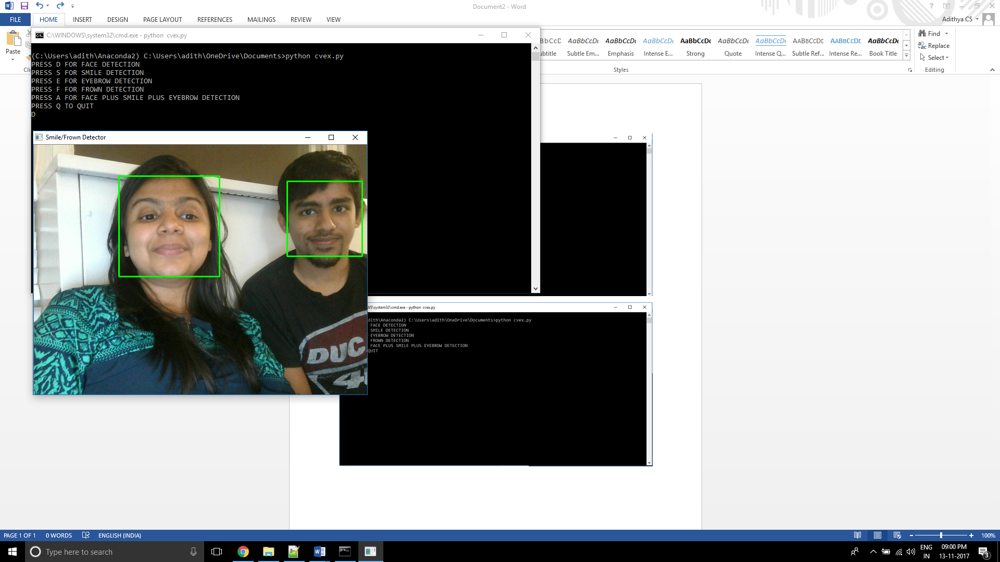 Document2 - Word
FILE HOME INSERT DESIGN PAGE LAYOUT REFERENCES MAILINGS REVIEW VIEW
Adithya CS
Paste
AaBbCcDc AaBbCcDc AaBbCcDc AaBbCcDc AaBbCcDc AaBbCcDc AABBCCDE AABBCCDE AaBbCcDc
Subtle Em... Emphasis Intense E... Strong Quote Intense Q... Subtle Ref... Intense Re... Book Title
Styles
Find
Replace
Select
Editing
C:\WINDOWS\system32\cmd.exe - python cvex.py
(C:\Users\adith\Anaconda2) C:\Users\adith\OneDrive\Documents>python cvex.py
PRESS D FOR FACE DETECTION
PRESS S FOR SMILE DETECTION
PRESS E FOR EYEBROW DETECTION
PRESS F FOR FROWN DETECTION
PRESS A FOR FACE PLUS SMILE PLUS EYEBROW DETECTION
PRESS Q TO QUIT
D
Smile/Frown Detector
DUC
WS\system32\cmd.exe - python cvex.py
dith\Anaconda2) C:\Users\adith\OneDrive\Documents>python cvex.py
FACE DETECTION
SMILE DETECTION
EYEBROW DETECTION
FROWN DETECTION
FACE PLUS SMILE PLUS EYEBROW DETECTION
QUIT
PAGE 1 OF 1 0 WORDS ENGLISH (INDIA)
100%
Type here to search
ENG
IN
09:00 PM
13-11-2017
3